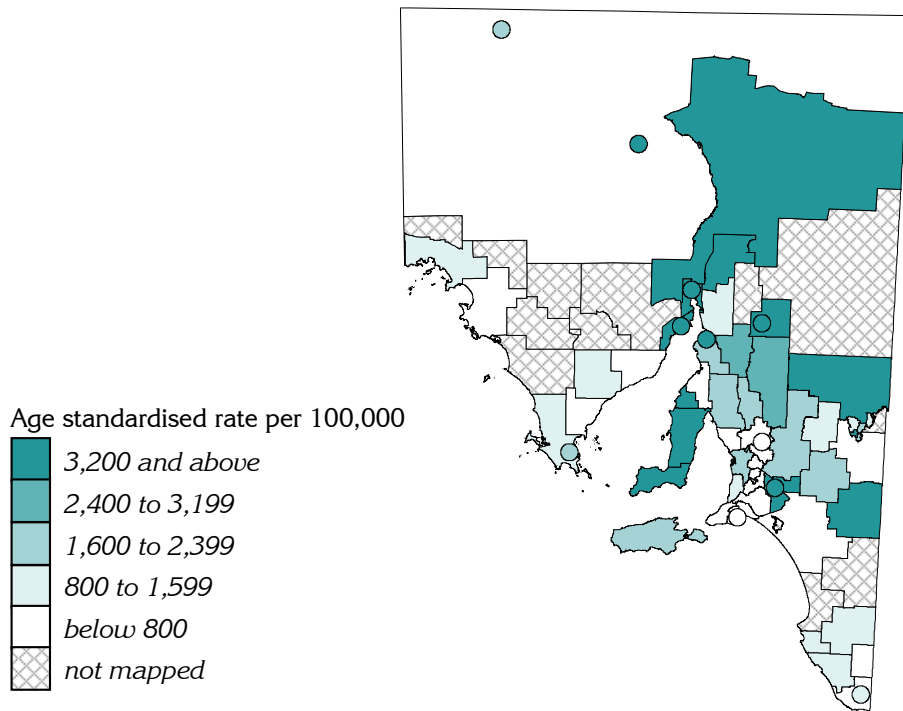 Age standardised rate per 100,000
3,200 and above
2,400 to 3,199
1,600 to 2,399
800 to 1,599
below 800
not mapped